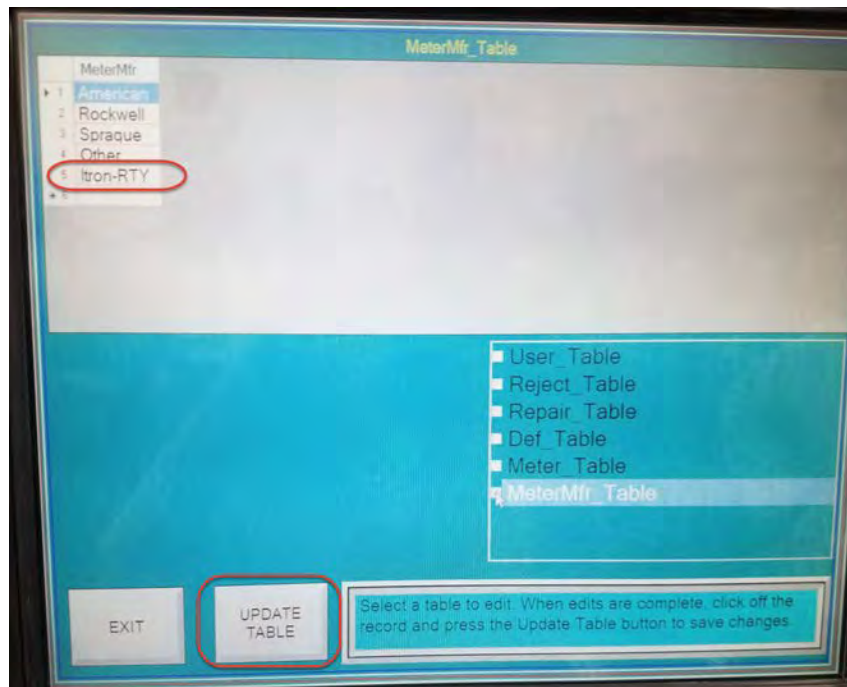 MeterMfr_Table
MeterMfr
1 American
2 Rockwell
3 Spraque
4 Other
5 Itron-RTY
6
User_Table
Reject_Table
Repair_Table
Def_Table
Meter_Table
MeterMfr_Table
EXIT
UPDATE
TABLE
Select a table to edit. When edits are complete, click off the
record and press the Update Table button to save changes.